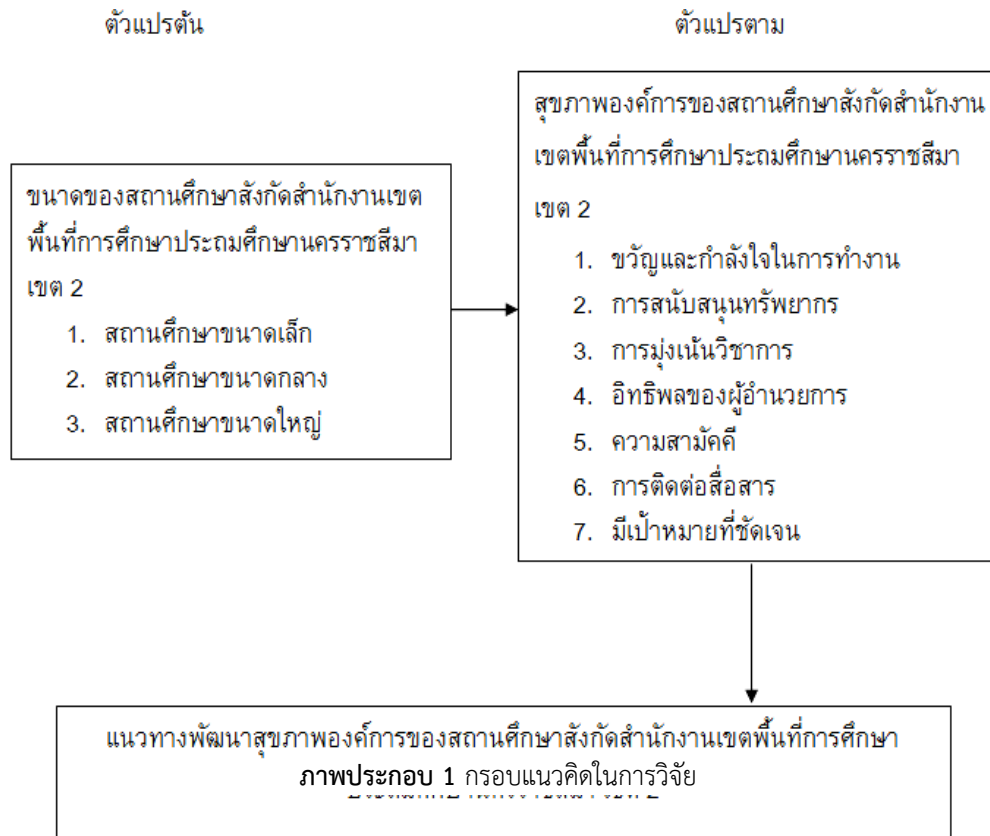 ตัวแปรต้น
ตัวแปรตาม
ขนาดของสถานศึกษาสังกัดสำนักงานเขต
พื้นที่การศึกษาประถมศึกษานครราชสีมา
เขต 2
1. สถานศึกษาขนาดเล็ก
2. สถานศึกษาขนาดกลาง
3. สถานศึกษาขนาดใหญ่
สุขภาพองค์การของสถานศึกษาสังกัดสำนักงาน
เขตพื้นที่การศึกษาประถมศึกษานครราชสีมา
เขต 2
1. ขวัญและกำลังใจในการทำงาน
2. การสนับสนุนทรัพยากร
3. การมุ่งเน้นวิชาการ
4. อิทธิพลของผู้อำนวยการ
5. ความสามัคคี
6. การติดต่อสื่อสาร
7. มีเป้าหมายที่ชัดเจน
แนวทางพัฒนาสุขภาพองค์การของสถานศึกษาสังกัดสำนักงานเขตพื้นที่การศึกษา
ภาพประกอบ 1 กรอบแนวคิดในการวิจัย